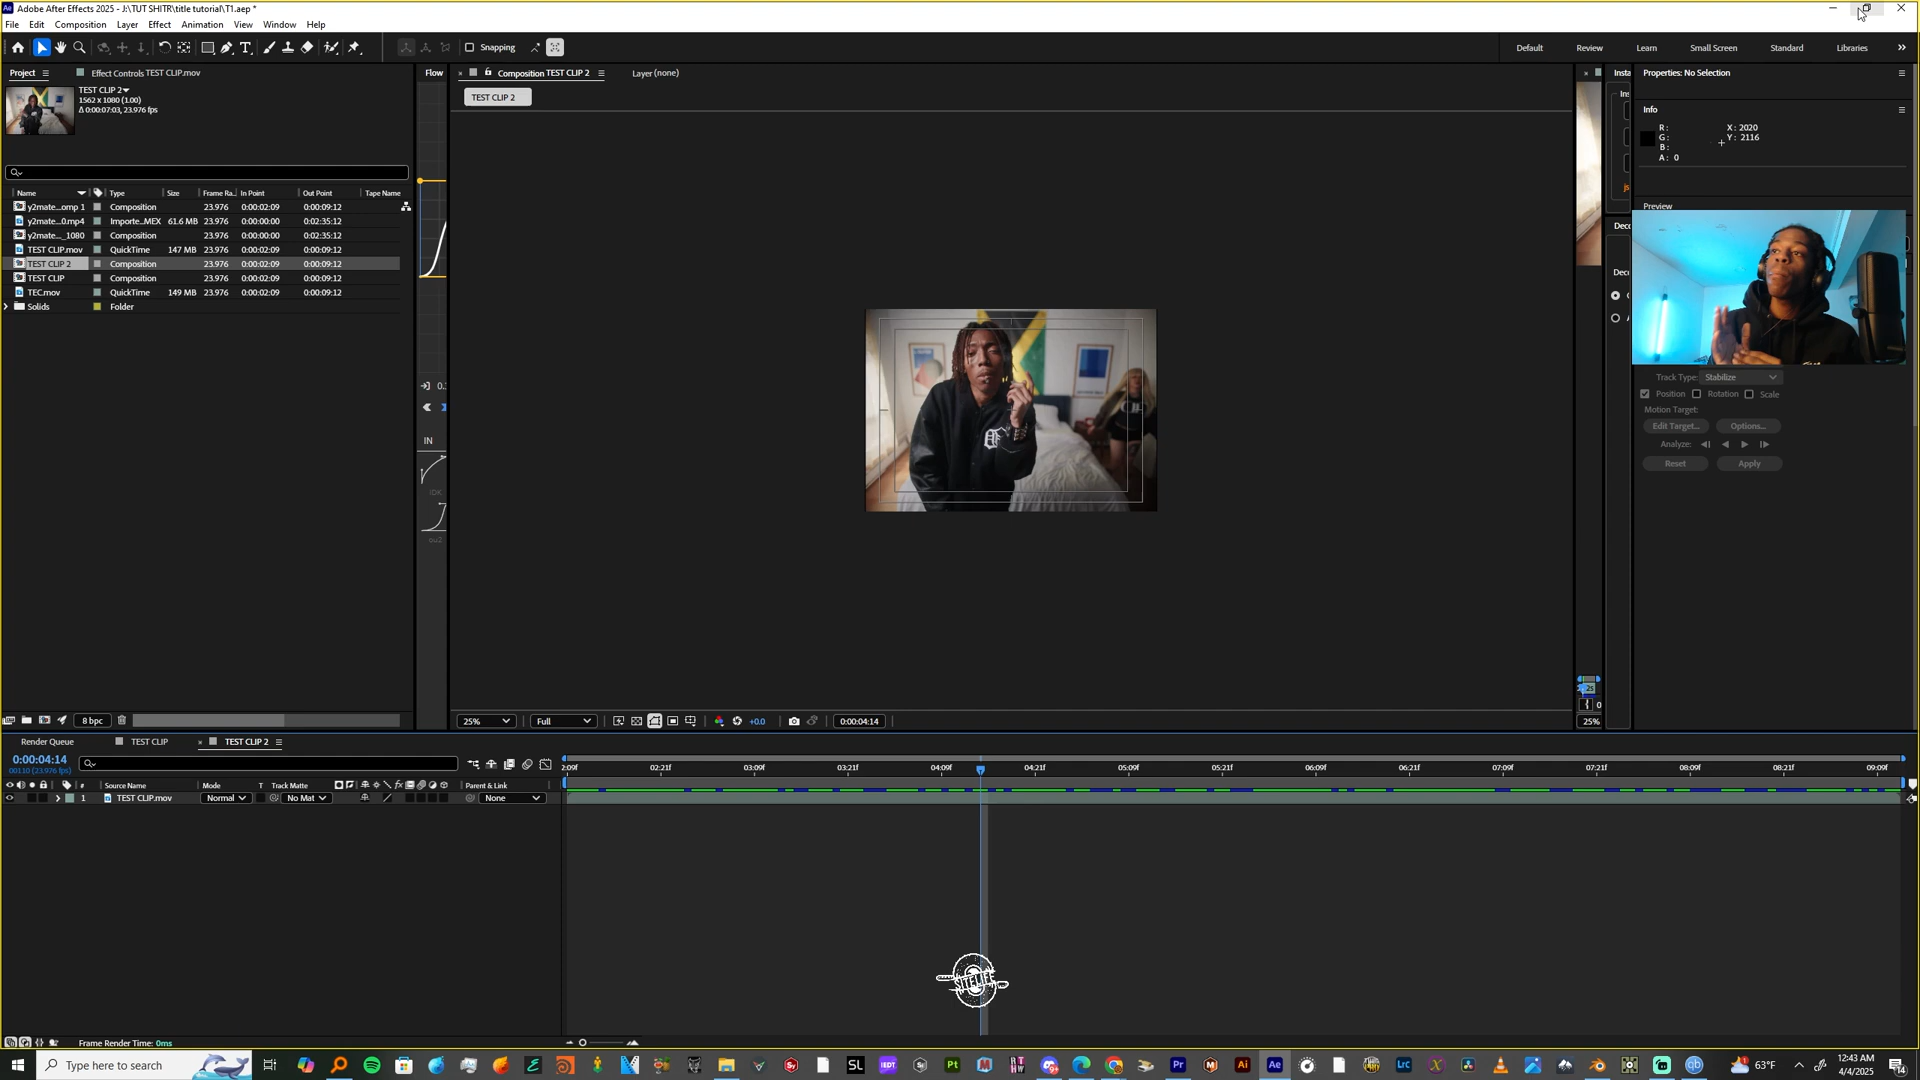 Adobe After Effects 2025 - J:\TUT SHITR\title tutorial\T1.aep *
File Edit Composition Layer Effect Animation View Window Help
Snapping
Default Review Learn Small Screen Standard Libraries
Project Effect Controls TEST CLIP.mov
Flow
Composition TEST CLIP 2
Layer (none)
Properties: No Selection
TEST CLIP 2
1562 x 1080 (1.00)
Δ 0:00:07:03, 23.976 fps
TEST CLIP 2
Info
R: X: 2020
G: Y: 2116
B:
A: 0
Preview
Name Type Size Frame Ra... In Point Out Point Tape Name
y2mate...omp 1 Composition 23.976 0:00:02:09 0:00:09:12
y2mate...0.mp4 Importe...MEX 61.6 MB 23.976 0:00:00:00 0:02:35:12
y2mate..._1080 Composition 23.976 0:00:00:00 0:02:35:12
TEST CLIP.mov QuickTime 147 MB 23.976 0:00:02:09 0:00:09:12
TEST CLIP 2 Composition 23.976 0:00:02:09 0:00:09:12
TEST CLIP Composition 23.976 0:00:02:09 0:00:09:12
TEC.mov QuickTime 149 MB 23.976 0:00:02:09 0:00:09:12
Solids Folder
IN
IDK
ou2
Track Type: Stabilize
Position Rotation Scale
Motion Target:
Edit Target... Options...
Analyze:
Reset Apply
8 bpc
25% Full +0.0 0:00:04:14
25%
Render Queue TEST CLIP TEST CLIP 2
0:00:04:14
00110 (23.976 fps)
2:09f 02:21f 03:09f 03:21f 04:09f 04:21f 05:09f 05:21f 06:09f 06:21f 07:09f 07:21f 08:09f 08:21f 09:09f
# Source Name Mode T Track Matte Parent & Link
1 TEST CLIP.mov Normal No Mat None
SITELIFE
Frame Render Time: 0ms
Type here to search
63°F
12:43 AM
4/4/2025